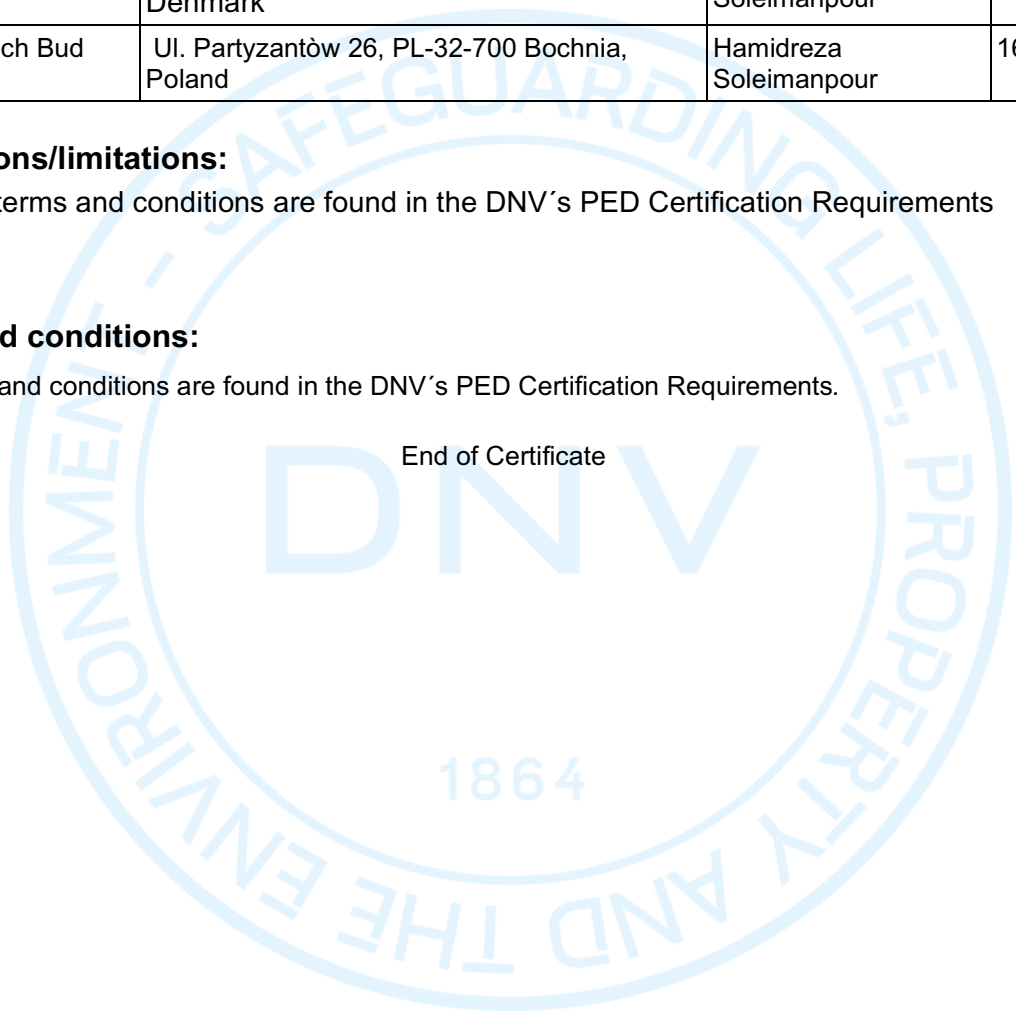 Denmark
Soleimanpour
ch Bud
Ul. Partyzantòw 26, PL-32-700 Bochnia,
Poland
Hamidreza
Soleimanpour
16
ons/limitations:
terms and conditions are found in the DNV´s PED Certification Requirements
d conditions:
and conditions are found in the DNV´s PED Certification Requirements.
End of Certificate
SAFEGUARDING LIFE, PROPERTY AND THE ENVIRONMENT -
DNV
1864